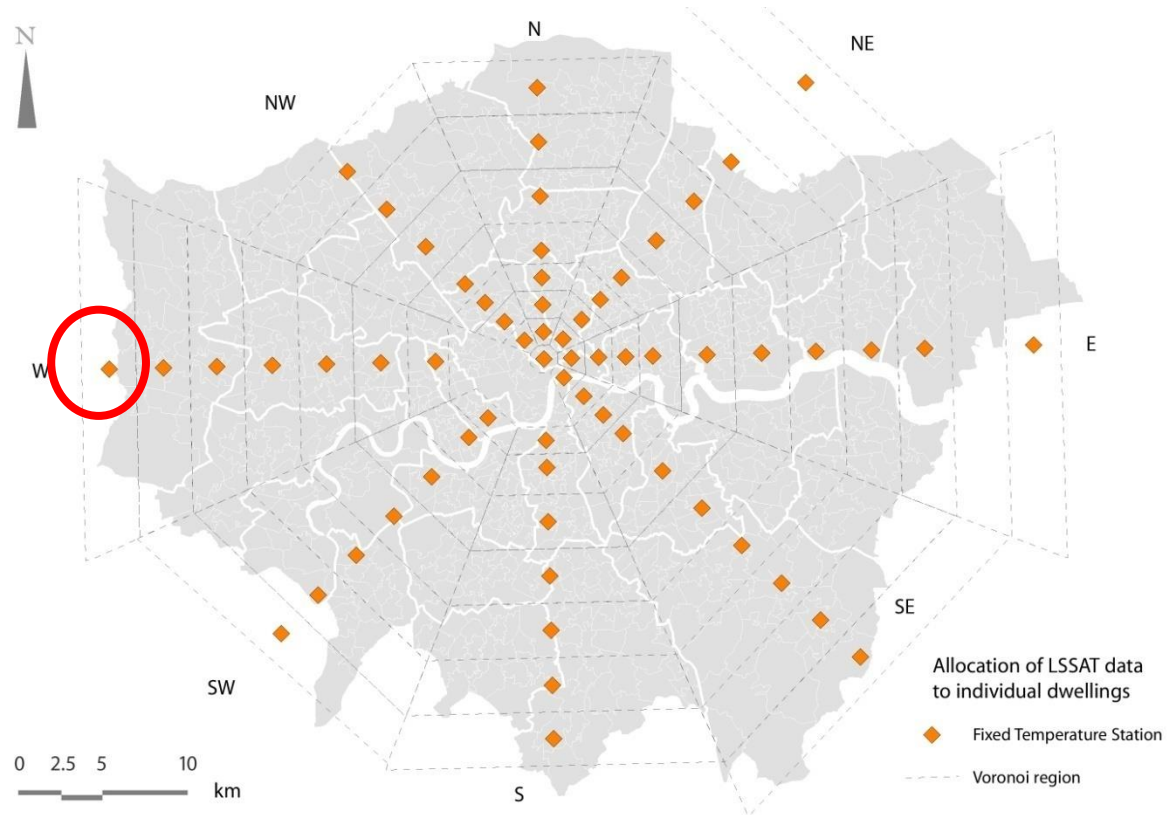 N
N
NE
NW
W
E
SE
SW
S
Allocation of LSSAT data
to individual dwellings
Fixed Temperature Station
Voronoi region
0 2.5 5 10
km